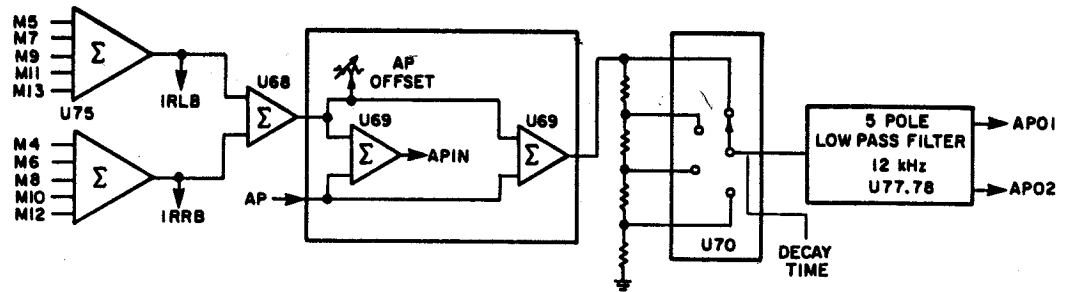 M5
M7
M9
M11
M13
Σ
U75
IRLB
M4
M6
M8
M10
M12
Σ
IRRB
U68
Σ
AP
OFFSET
U69
Σ
APIN
AP
U69
Σ
U70
DECAY
TIME
5 POLE
LOW PASS FILTER
12 kHz
U77.78
APO1
APO2